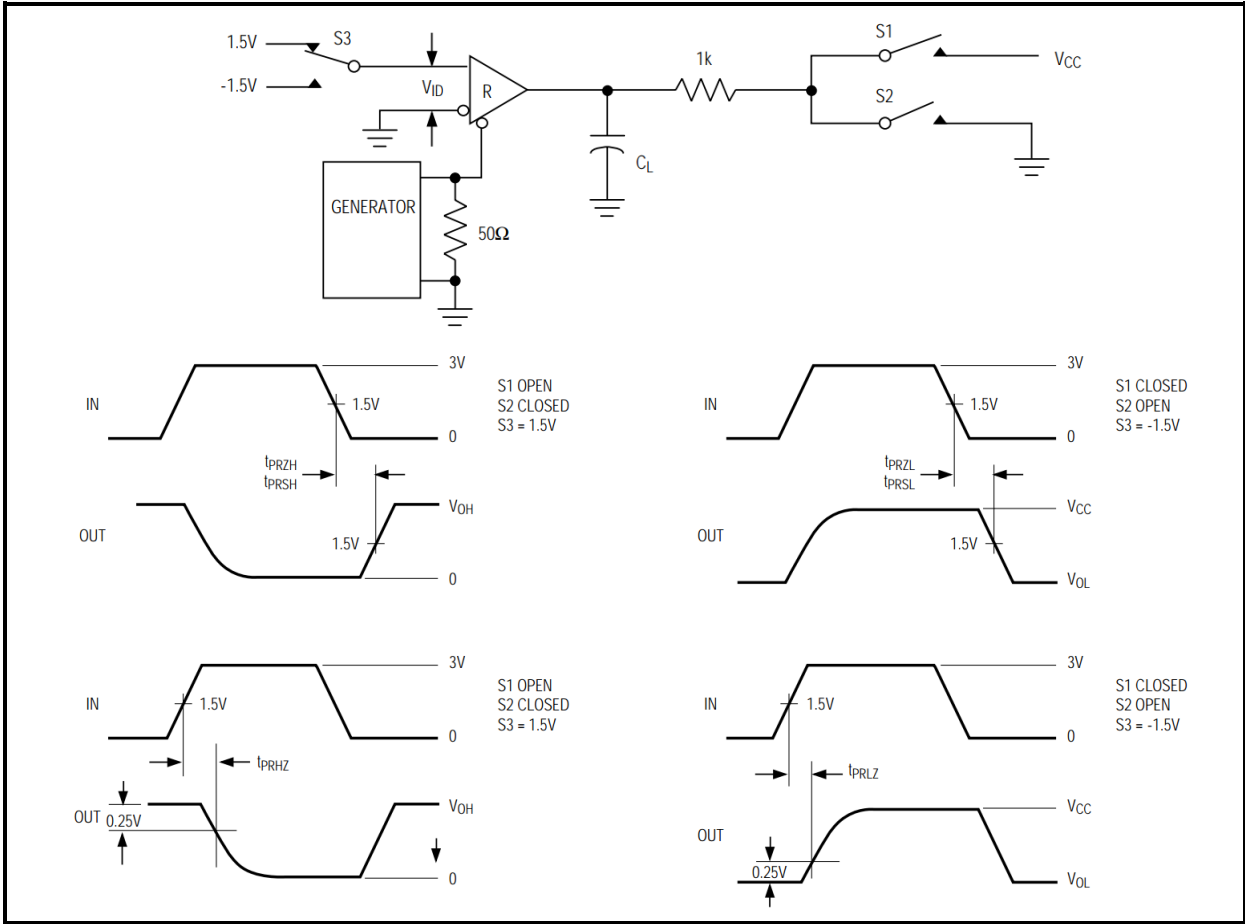 S3
1.5V
-1.5V
VID
R
1k
S1
VCC
S2
CL
GENERATOR
50Ω
IN
3V
1.5V
0
S1 OPEN
S2 CLOSED
S3 = 1.5V
tPRZH
tPRSH
OUT
VOH
1.5V
0
IN
3V
1.5V
0
S1 CLOSED
S2 OPEN
S3 = -1.5V
tPRZL
tPRSL
OUT
VCC
1.5V
VOL
IN
3V
1.5V
0
S1 OPEN
S2 CLOSED
S3 = 1.5V
tPRHZ
OUT
0.25V
VOH
0
IN
3V
1.5V
0
S1 CLOSED
S2 OPEN
S3 = -1.5V
tPRLZ
OUT
VCC
0.25V
VOL